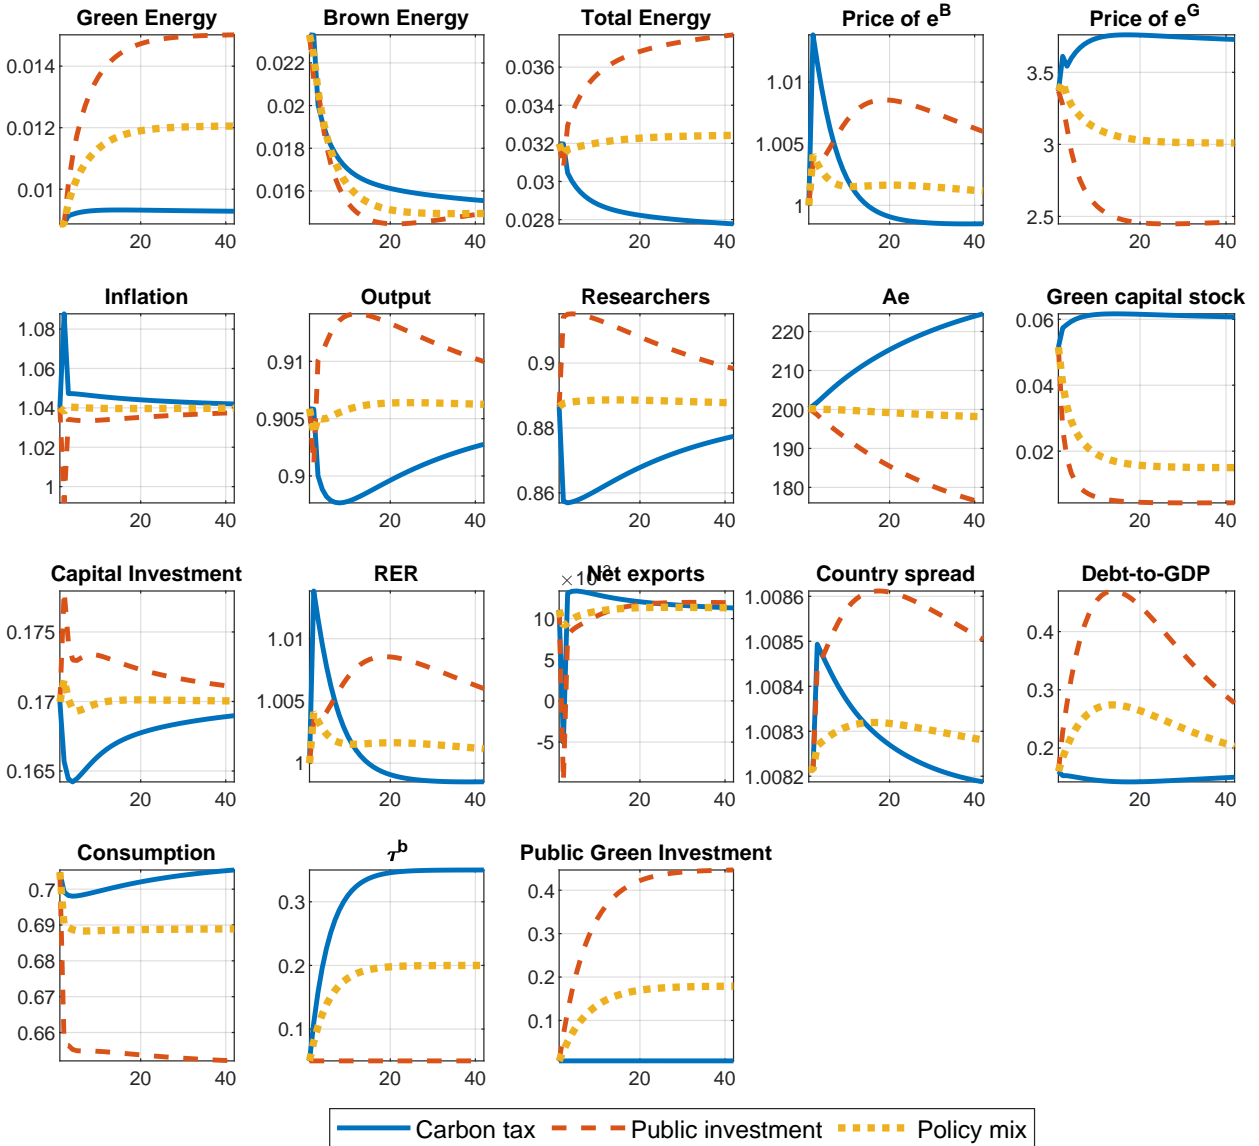 Green Energy Brown Energy Total Energy Price of e^B Price of e^G
0.014 0.012 0.01 20 40
0.022 0.02 0.018 0.016 20 40
0.036 0.034 0.032 0.03 0.028 20 40
1.01 1.005 1 20 40
3.5 3 2.5 20 40
Inflation Output Researchers Ae Green capital stock
1.08 1.06 1.04 1.02 1 20 40
0.91 0.905 0.9 20 40
0.9 0.88 0.86 20 40
220 210 200 190 180 20 40
0.06 0.04 0.02 20 40
Capital Investment RER Net exports Country spread Debt-to-GDP
0.175 0.17 0.165 20 40
1.01 1.005 1 20 40
10 5 0 -5 20 40
1.0086 1.0085 1.0084 1.0083 1.0082 20 40
0.4 0.3 0.2 20 40
Consumption τ^b Public Green Investment
0.7 0.69 0.68 0.67 0.66 20 40
0.3 0.2 0.1 20 40
0.4 0.3 0.2 0.1 20 40
Carbon tax Public investment Policy mix